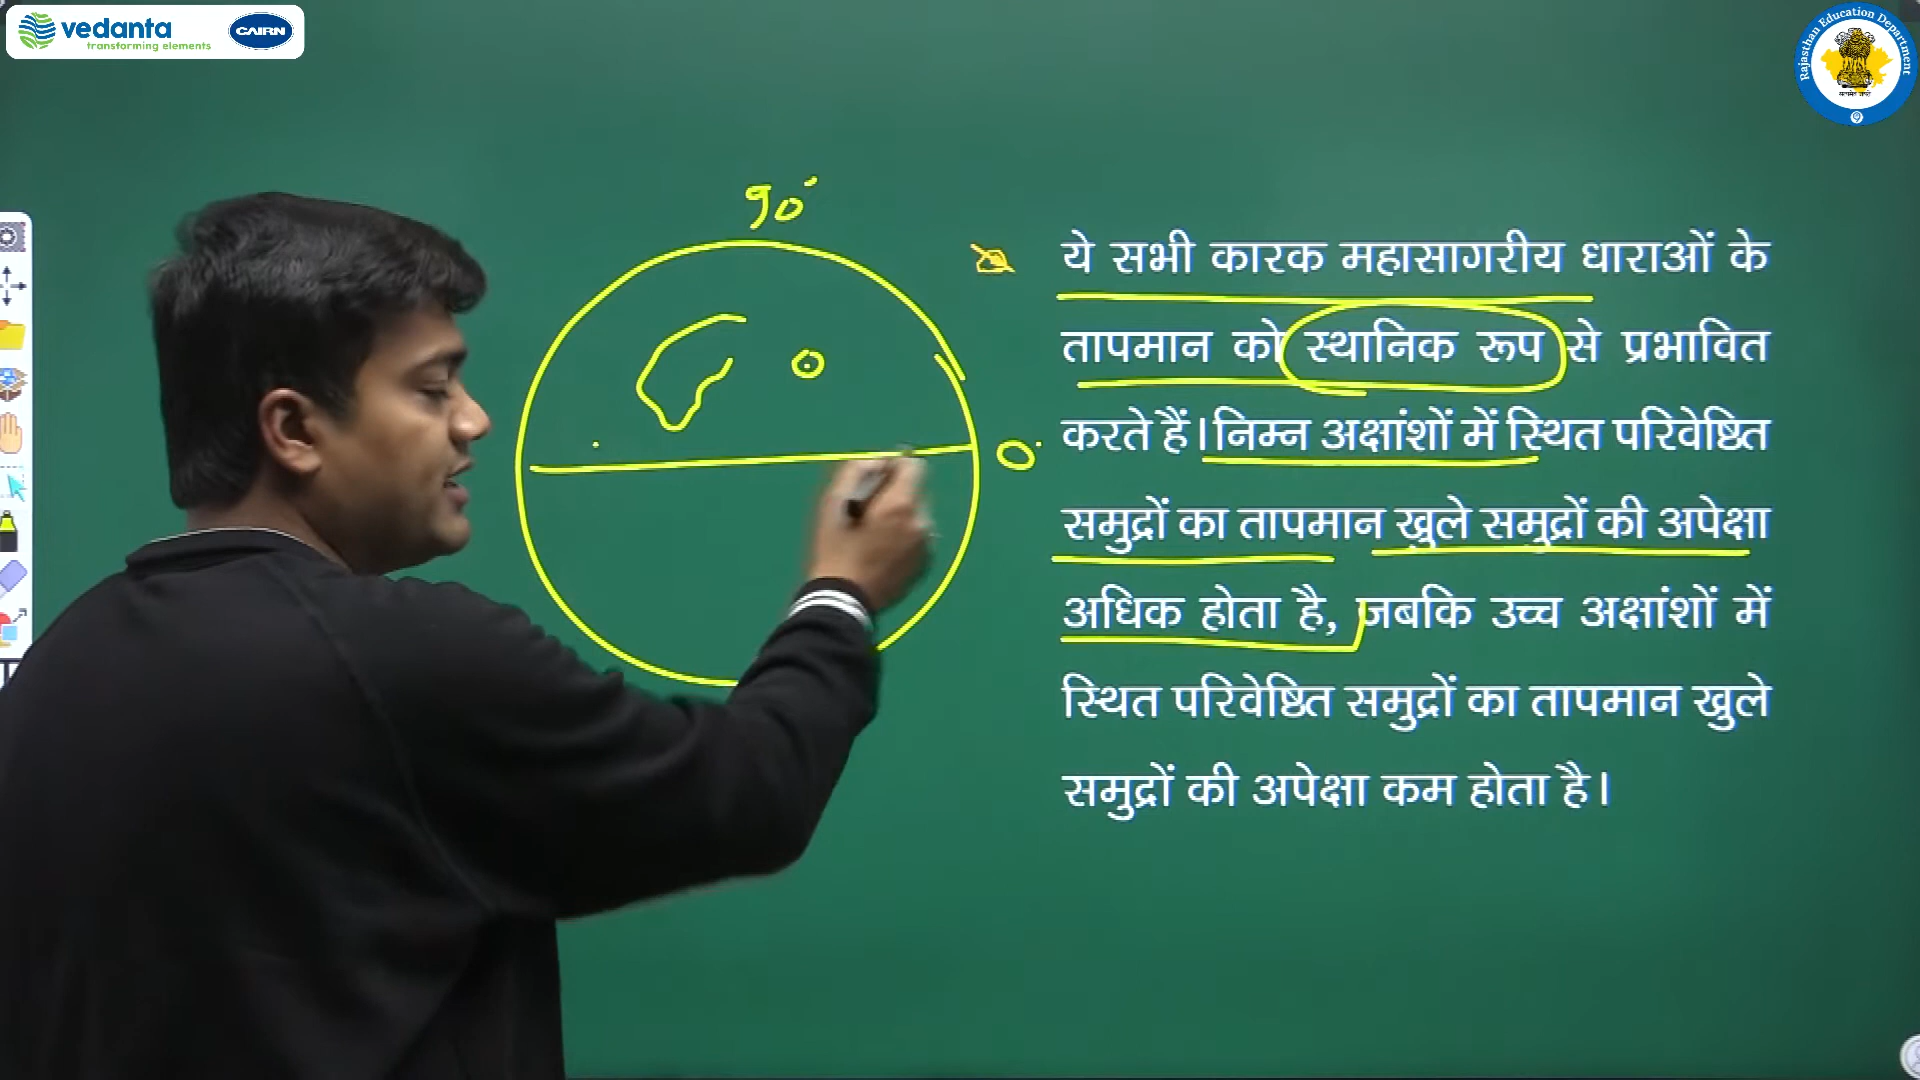 vedanta
transforming elements
CAIRN
Rajasthan Education Department
90°
0°
ये सभी कारक महासागरीय धाराओं के
तापमान को स्थानिक रूप से प्रभावित
करते हैं। निम्न अक्षांशों में स्थित परिवेष्ठित
समुद्रों का तापमान खुले समुद्रों की अपेक्षा
अधिक होता है, जबकि उच्च अक्षांशों में
स्थित परिवेष्ठित समुद्रों का तापमान खुले
समुद्रों की अपेक्षा कम होता है।